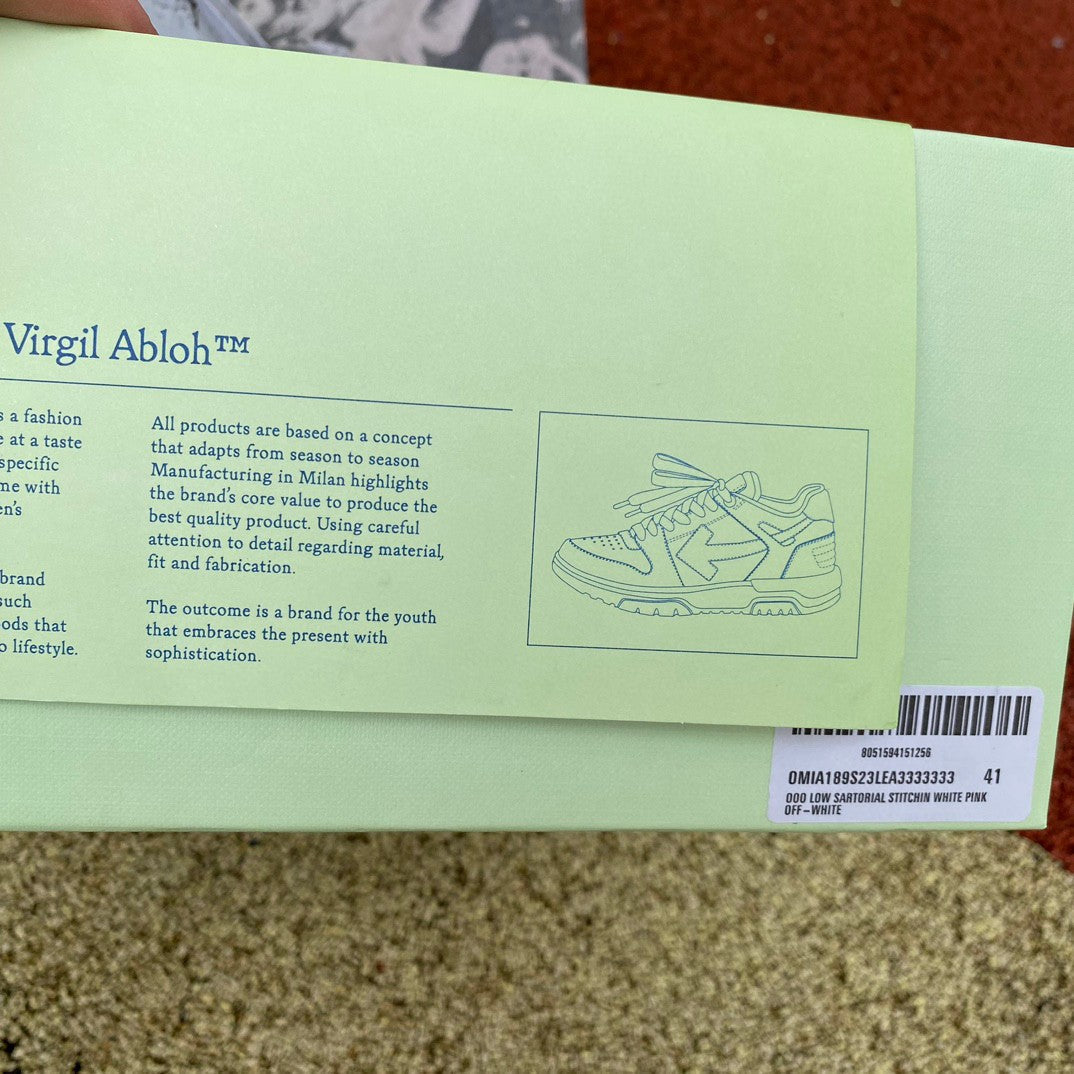 Virgil Abloh™
s a fashion
e at a taste
specific
me with
en's
brand
such
ods that
o lifestyle.
All products are based on a concept
that adapts from season to season
Manufacturing in Milan highlights
the brand's core value to produce the
best quality product. Using careful
attention to detail regarding material,
fit and fabrication.
The outcome is a brand for the youth
that embraces the present with
sophistication.
8051594151256
OMIA189S23LEA3333333 41
OOO LOW SARTORIAL STITCHIN WHITE PINK
OFF-WHITE